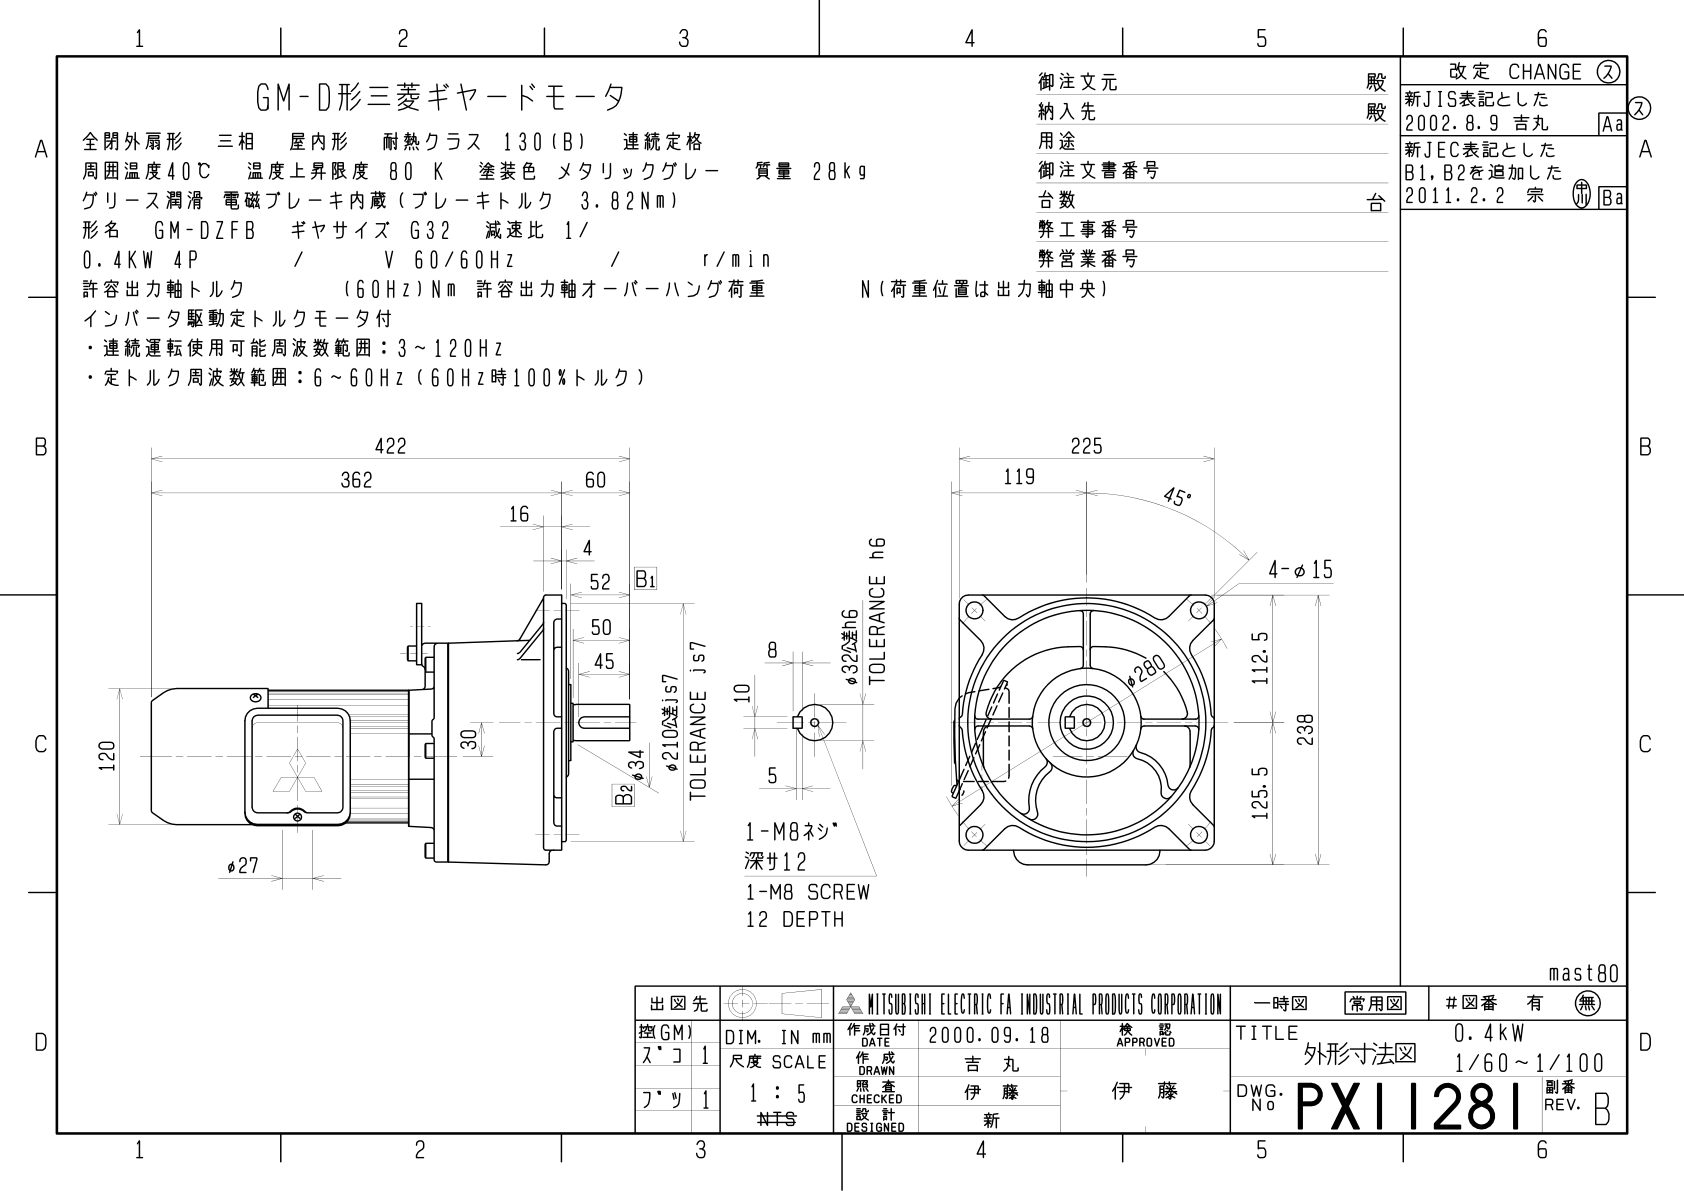 1 2 3 4 5 6
GM-D形三菱ギヤードモータ
全閉外扇形 三相 屋内形 耐熱クラス 130(B) 連続定格
周囲温度40℃ 温度上昇限度 80 K 塗装色 メタリックグレー 質量 28kg
グリース潤滑 電磁ブレーキ内蔵(ブレーキトルク 3.82Nm)
形名 GM-DZFB ギヤサイズ G32 減速比 1/
0.4KW 4P / V 60/60Hz / r/min
許容出力軸トルク (60Hz)Nm 許容出力軸オーバーハング荷重 N(荷重位置は出力軸中央)
インバータ駆動定トルクモータ付
・連続運転使用可能周波数範囲:3~120Hz
・定トルク周波数範囲:6~60Hz(60Hz時100%トルク)
御注文元 殿
納入先 殿
用途
御注文書番号
台数 台
弊工事番号
弊営業番号
改定 CHANGE ス
新JIS表記とした
2002.8.9 吉丸 Aa
ス
新JEC表記とした
B1,B2を追加した
2011.2.2 宗 中川 Ba
A A
B B
C C
D D
422
362 60
16
4
52 B1
50
45
120
30
φ27
φ34
B2
φ210公差js7
TOLERANCE js7
8
10
5
φ32公差h6
TOLERANCE h6
1-M8ネジ
深サ12
1-M8 SCREW
12 DEPTH
225
119
45°
4-φ15
φ280
112.5
125.5
238
mast80
出図先
控(GM)
ズコ 1
ブツ 1
DIM. IN mm
尺度 SCALE
1 : 5
NTS
MITSUBISHI ELECTRIC FA INDUSTRIAL PRODUCTS CORPORATION
作成日付
DATE
2000.09.18
作成
DRAWN
吉丸
照査
CHECKED
伊藤
設計
DESIGNED
新
検認
APPROVED
伊藤
一時図 常用図 #図番 有 無
TITLE
外形寸法図
0.4kW
1/60~1/100
DWG.
No
PX11281
副番
REV.
B
1 2 3 4 5 6